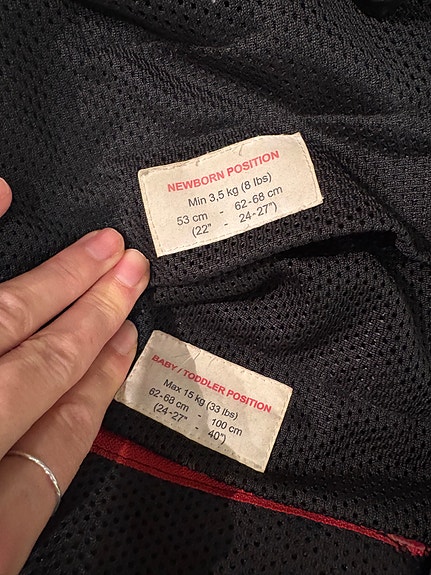 NEWBORN POSITION
Min 3,5 kg (8 lbs)
53 cm - 62-68 cm
(22" - 24-27")
BABY / TODDLER POSITION
Max 15 kg (33 lbs)
62-68 cm - 100 cm
(24-27" - 40")